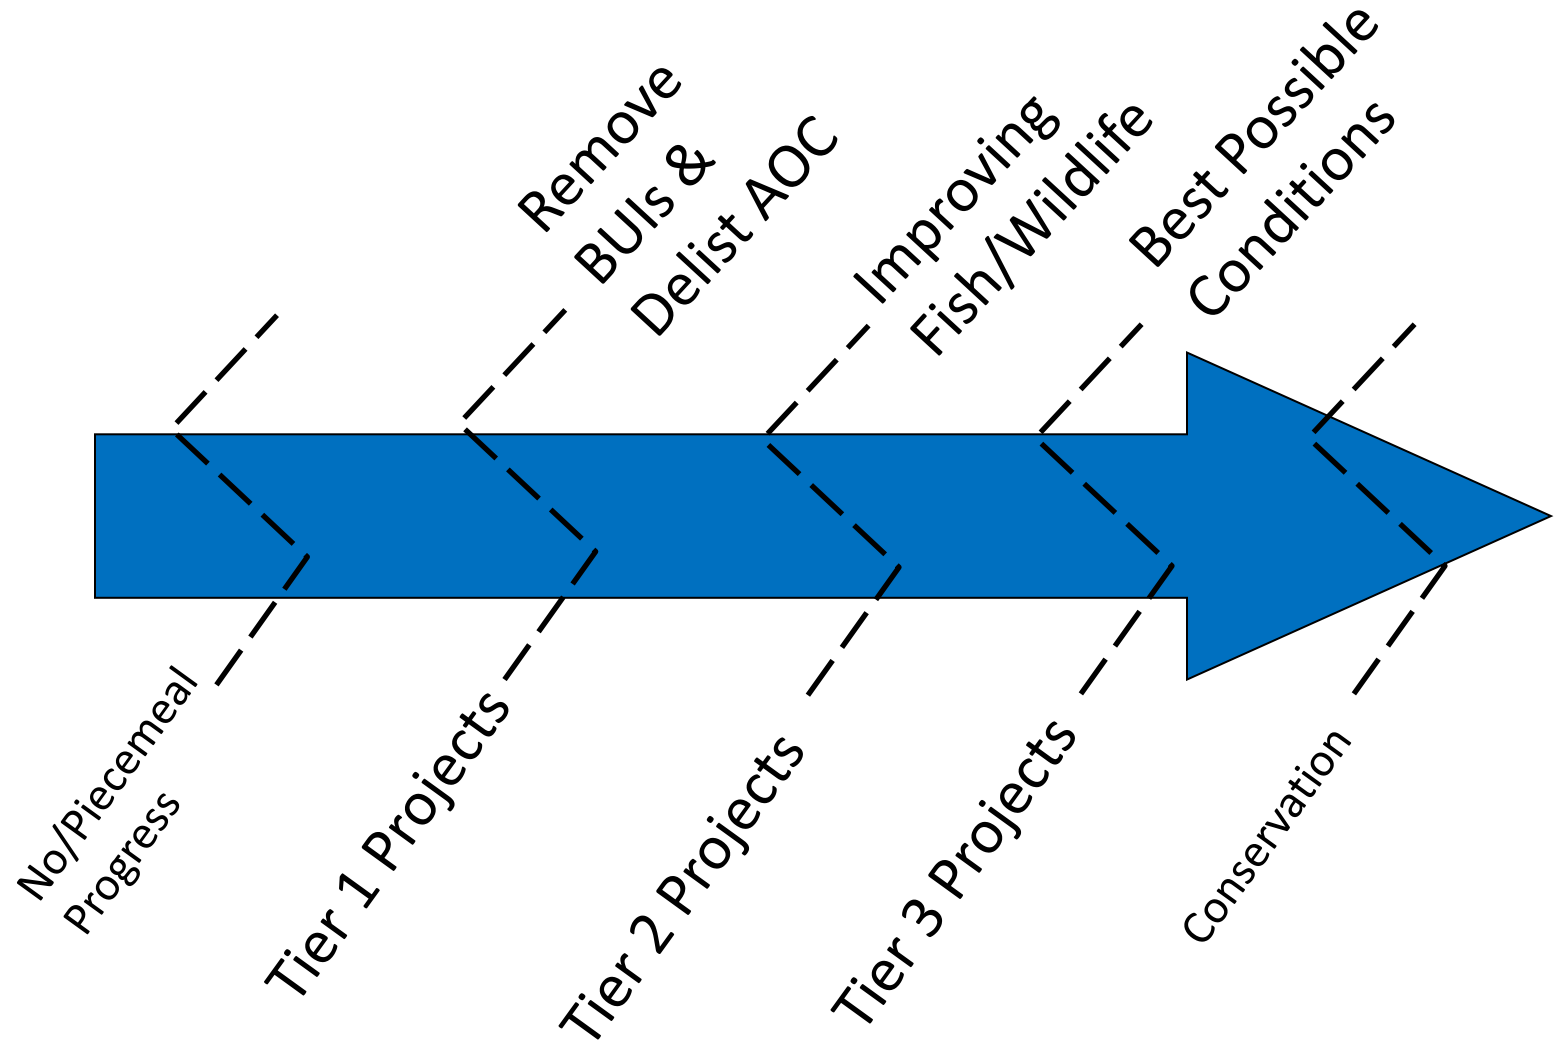 Remove
BUIs &
Delist AOC
Improving
Fish/Wildlife
Best Possible
Conditions
No/Piecemeal
Progress
Tier 1 Projects
Tier 2 Projects
Tier 3 Projects
Conservation